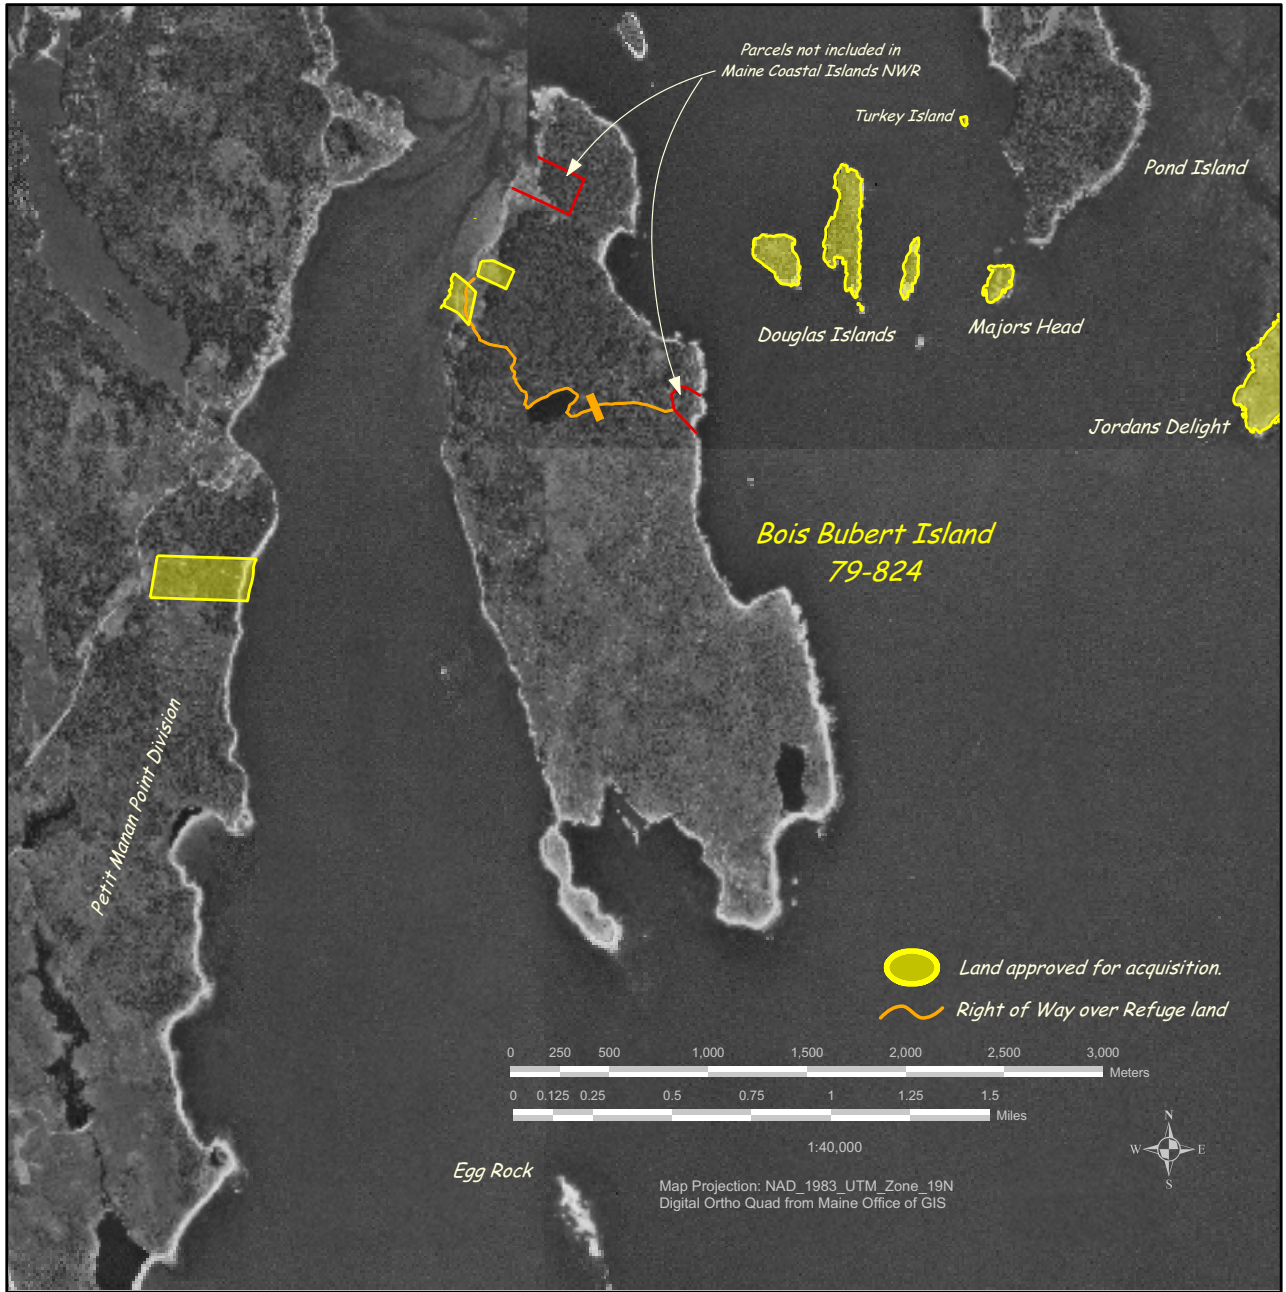 Parcels not included in
Maine Coastal Islands NWR
Turkey Island
Pond Island
Douglas Islands
Majors Head
Jordans Delight
Bois Bubert Island
79-824
Petit Manan Point Division
Land approved for acquisition.
Right of Way over Refuge land
0 250 500 1,000 1,500 2,000 2,500 3,000
Meters
0 0.125 0.25 0.5 0.75 1 1.25 1.5
Miles
1:40,000
N
W E
S
Egg Rock
Map Projection: NAD_1983_UTM_Zone_19N
Digital Ortho Quad from Maine Office of GIS